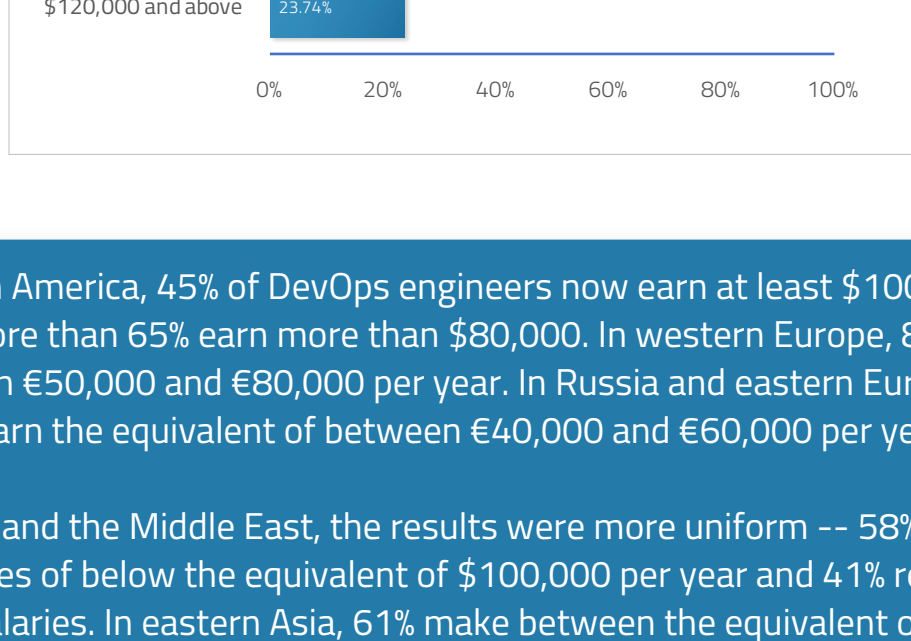 $120,000 and above
23.74%
0% 20% 40% 60% 80% 100%
America, 45% of DevOps engineers now earn at least $100
than 65% earn more than $80,000. In western Europe, 8
€50,000 and €80,000 per year. In Russia and eastern Eur
the equivalent of between €40,000 and €60,000 per ye
and the Middle East, the results were more uniform -- 58%
of below the equivalent of $100,000 per year and 41% re
In eastern Asia, 61% make between the equivalent o